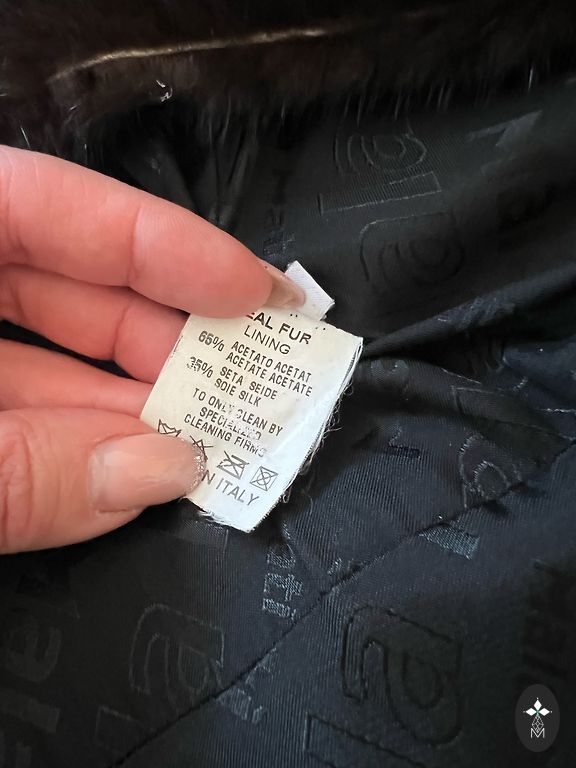 EAL FUR
LINING
65% ACETATO ACETAT
ACETATE ACETATE
35% SETA SEIDE
SOIE SILK
TO ONLY CLEAN BY
SPECIALIZED
CLEANING FIRMS
N ITALY
M